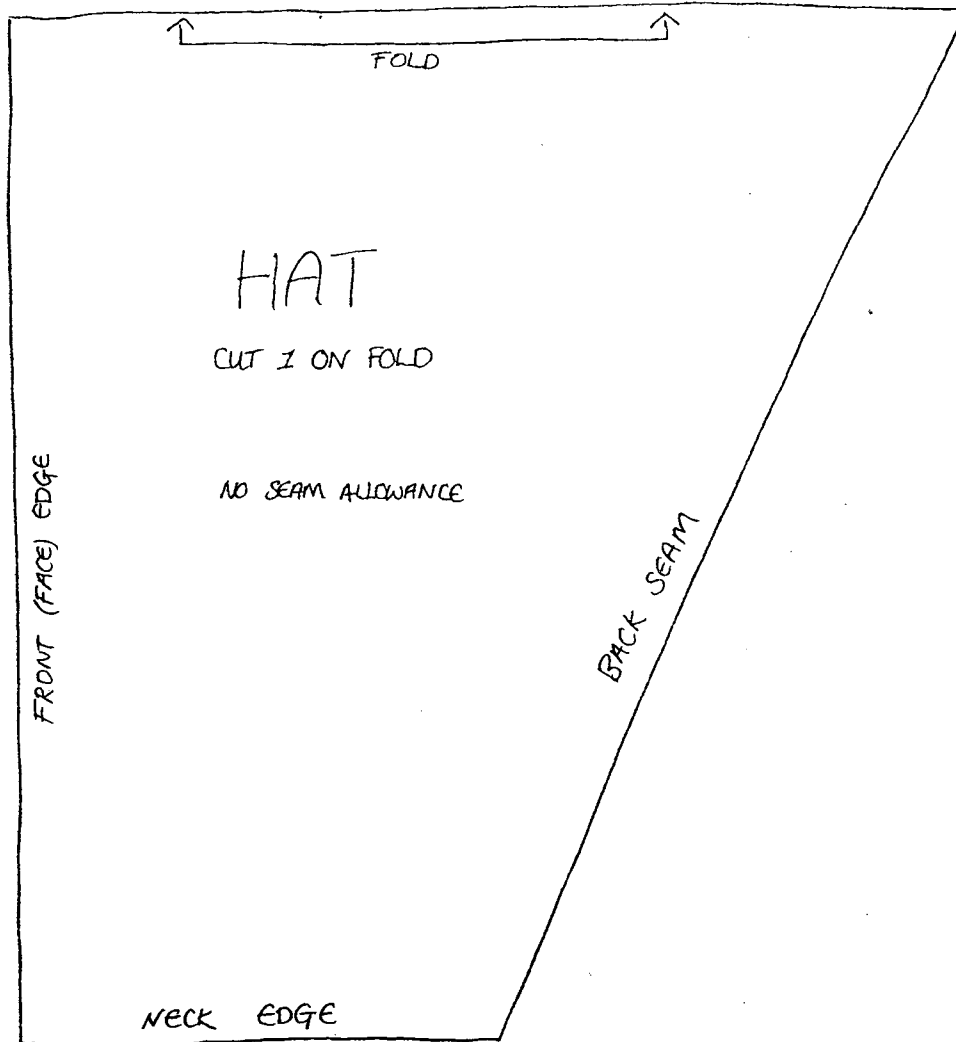 FOLD
HAT
CUT 1 ON FOLD
NO SEAM ALLOWANCE
FRONT (FACE) EDGE
BACK SEAM
NECK EDGE